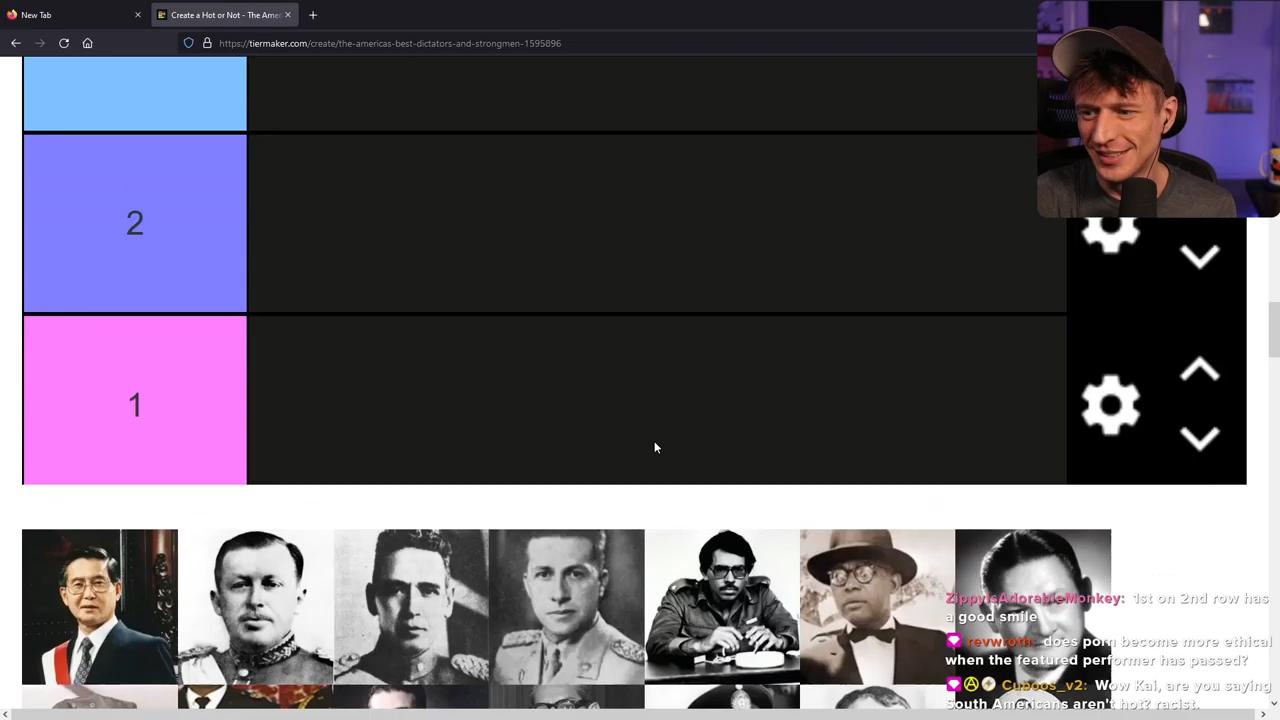 New Tab
Create a Hot or Not - The Ame
https://tiermaker.com/create/the-americas-best-dictators-and-strongmen-1595896
2
1
ZippyIsAdorableMonkey: 1st on 2nd row has
a good smile
revwroth: does porn become more ethical
when the featured performer has passed?
Cuboos_v2: Wow Kai, are you saying
South Americans aren't hot? racist.